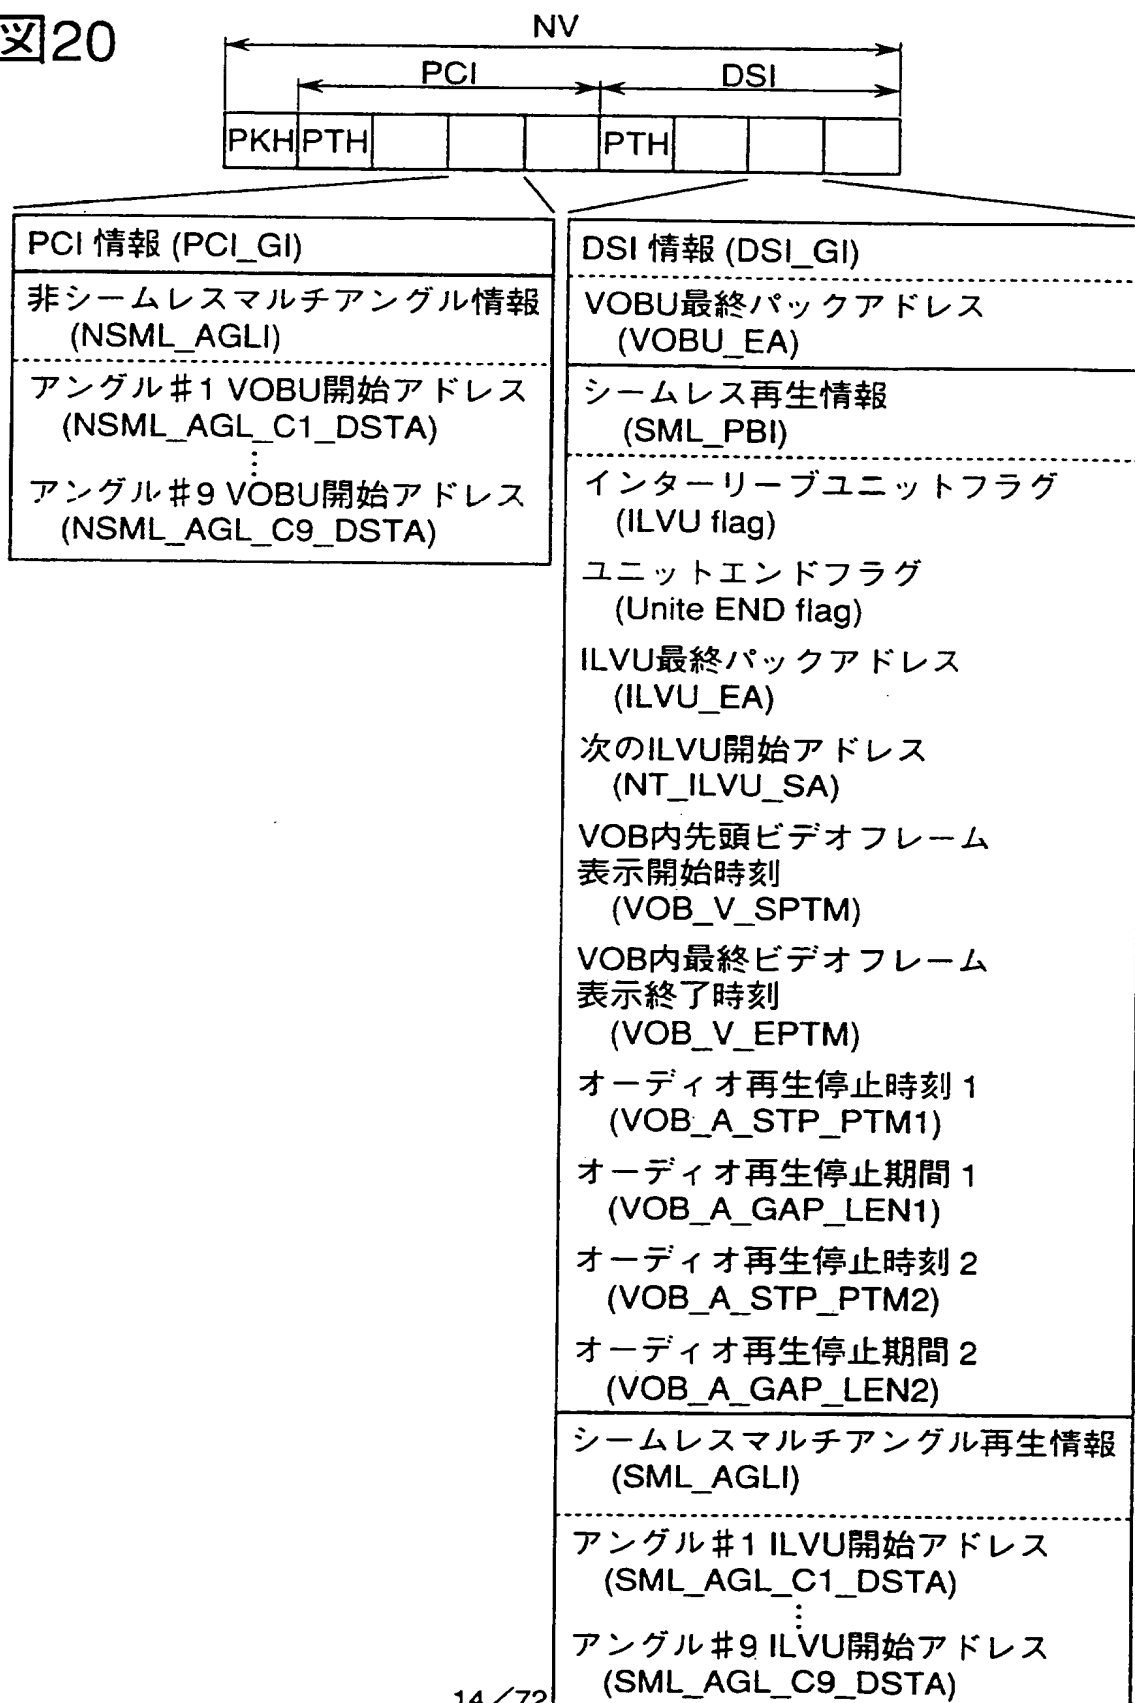 図20
NV
PCI
DSI
PKH PTH PTH
PCI 情報 (PCI_GI)
非シームレスマルチアングル情報
(NSML_AGLI)
アングル#1 VOBU開始アドレス
(NSML_AGL_C1_DSTA)
⋮
アングル#9 VOBU開始アドレス
(NSML_AGL_C9_DSTA)
DSI 情報 (DSI_GI)
VOBU最終パックアドレス
(VOBU_EA)
シームレス再生情報
(SML_PBI)
インターリーブユニットフラグ
(ILVU flag)
ユニットエンドフラグ
(Unite END flag)
ILVU最終パックアドレス
(ILVU_EA)
次のILVU開始アドレス
(NT_ILVU_SA)
VOB内先頭ビデオフレーム
表示開始時刻
(VOB_V_SPTM)
VOB内最終ビデオフレーム
表示終了時刻
(VOB_V_EPTM)
オーディオ再生停止時刻 1
(VOB_A_STP_PTM1)
オーディオ再生停止期間 1
(VOB_A_GAP_LEN1)
オーディオ再生停止時刻 2
(VOB_A_STP_PTM2)
オーディオ再生停止期間 2
(VOB_A_GAP_LEN2)
シームレスマルチアングル再生情報
(SML_AGLI)
アングル#1 ILVU開始アドレス
(SML_AGL_C1_DSTA)
⋮
アングル#9 ILVU開始アドレス
(SML_AGL_C9_DSTA)
14/72